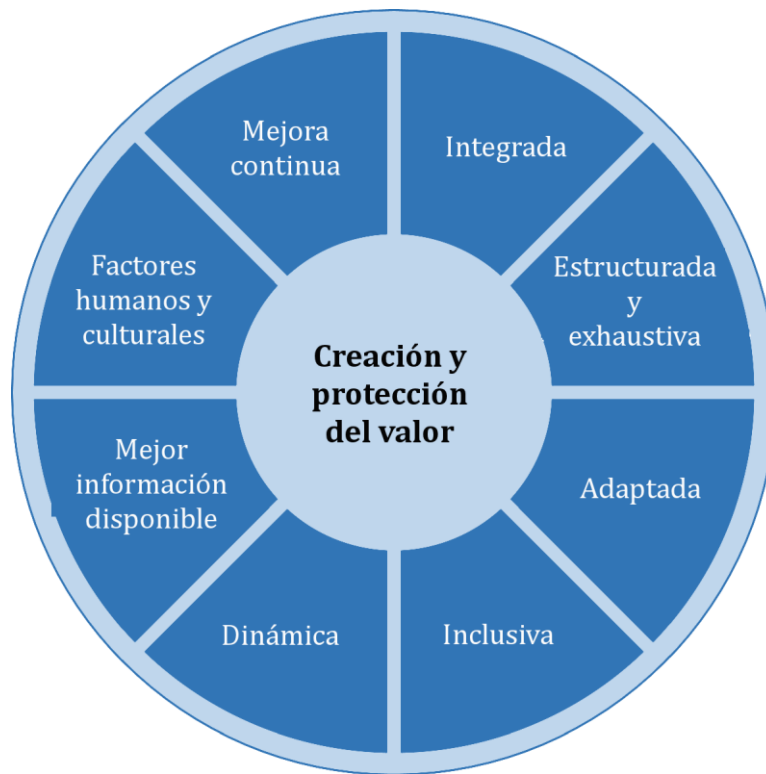 Mejora
continua
Integrada
Factores
humanos y
culturales
Estructurada
y
exhaustiva
Creación y
protección
del valor
Mejor
información
disponible
Adaptada
Dinámica
Inclusiva